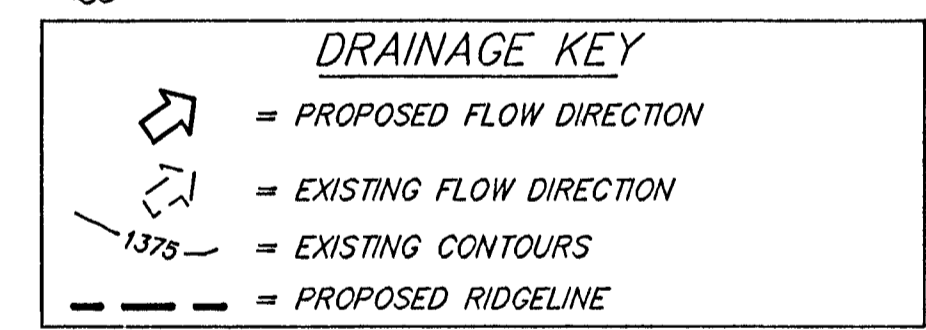 DRAINAGE KEY
= PROPOSED FLOW DIRECTION
= EXISTING FLOW DIRECTION
1375 = EXISTING CONTOURS
= PROPOSED RIDGELINE